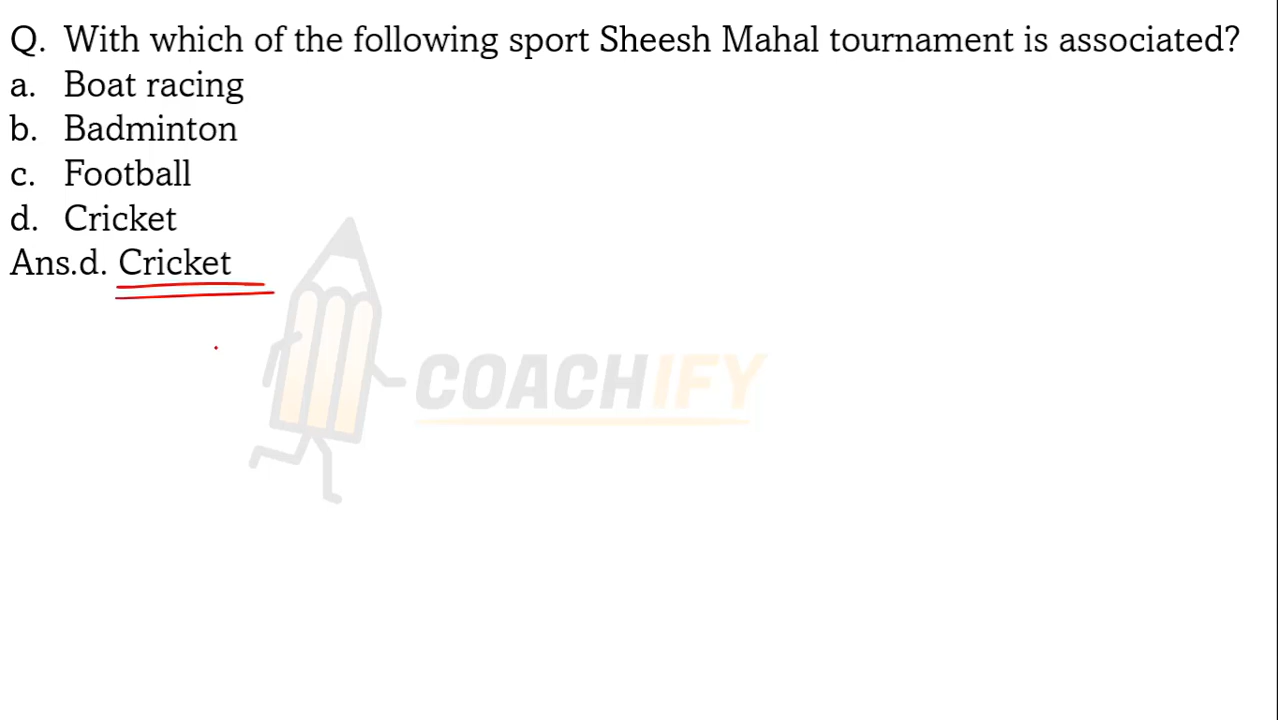 Q. With which of the following sport Sheesh Mahal tournament is associated?
a. Boat racing
b. Badminton
c. Football
d. Cricket
Ans.d. Cricket
COACHIFY